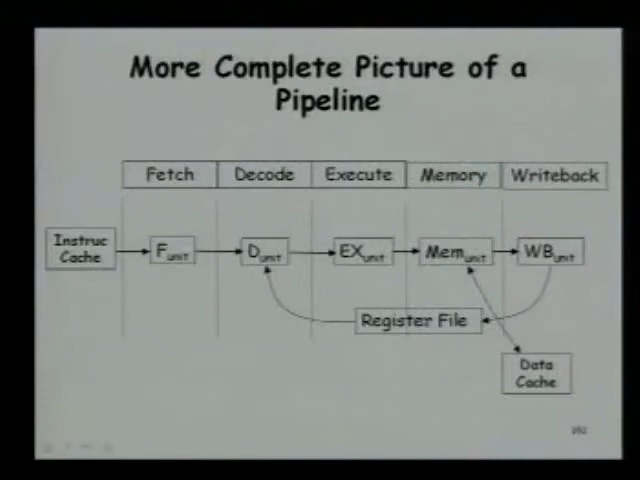 More Complete Picture of a
Pipeline
Fetch Decode Execute Memory Writeback
Instruc
Cache
Funit
Dunit
EXunit
Memunit
WBunit
Register File
Data
Cache